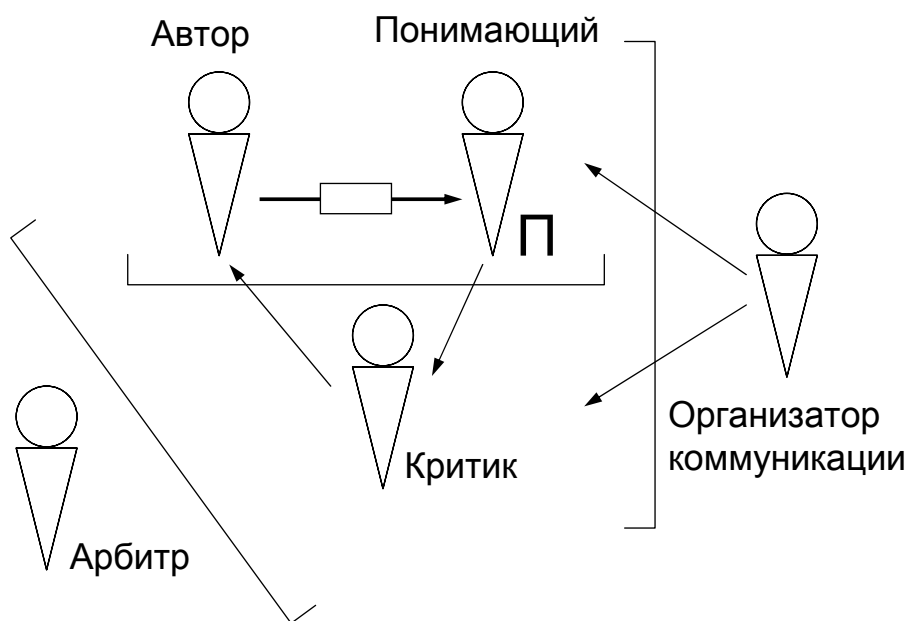 Автор
Понимающий
П
Организатор
коммуникации
Критик
Арбитр